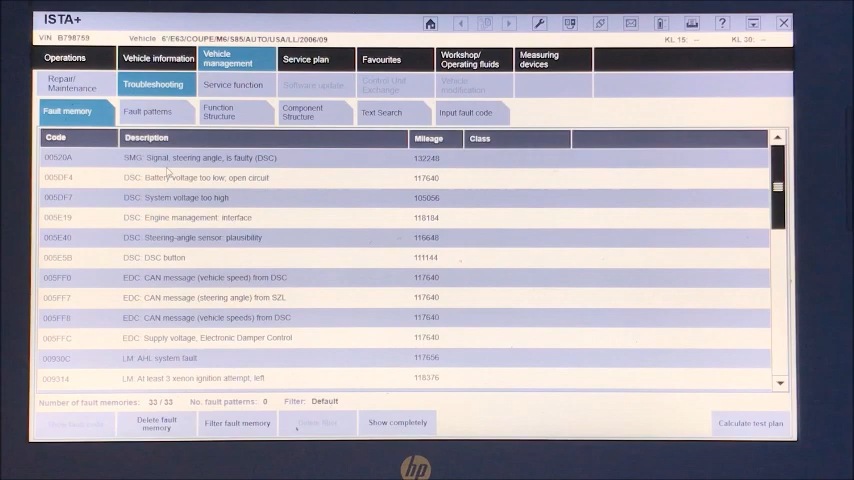 ISTA+
VIN B798759 Vehicle 6'/E63/COUPE/M6/S85/AUTO/USA/LL/2006/09 KL 15: -- KL 30: --
Operations
Vehicle information
Vehicle management
Service plan
Favourites
Workshop/ Operating fluids
Measuring devices
Repair/ Maintenance
Troubleshooting
Service function
Software update
Control Unit Exchange
Vehicle modification
Fault memory
Fault patterns
Function Structure
Component Structure
Text Search
Input fault code
Code Description Mileage Class
00520A SMG: Signal, steering angle, is faulty (DSC) 132248
005DF4 DSC: Battery voltage too low; open circuit 117640
005DF7 DSC: System voltage too high 105056
005E19 DSC: Engine management: interface 118184
005E40 DSC: Steering-angle sensor: plausibility 116648
005E5B DSC: DSC button 111144
005FF0 EDC: CAN message (vehicle speed) from DSC 117640
005FF7 EDC: CAN message (steering angle) from SZL 117640
005FF8 EDC: CAN message (vehicle speeds) from DSC 117640
005FFC EDC: Supply voltage, Electronic Damper Control 117640
00930C LM: AHL system fault 117656
009314 LM: At least 3 xenon ignition attempt, left 118376
Number of fault memories: 33 / 33 No. fault patterns: 0 Filter: Default
Delete fault memory
Filter fault memory
Show completely
Calculate test plan
hp